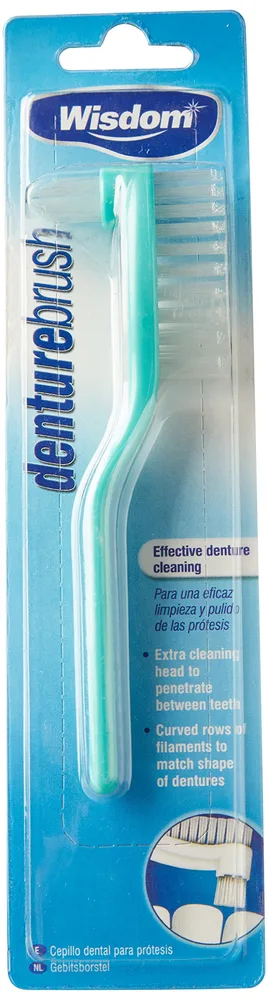 Wisdom
denturebrush
Effective denture
cleaning
Para una eficaz
limpieza y pulido
de las prótesis
• Extra cleaning
head to
penetrate
between teeth
• Curved rows of
filaments to
match shape
of dentures
E Cepillo dental para prótesis
NL Gebitsborstel